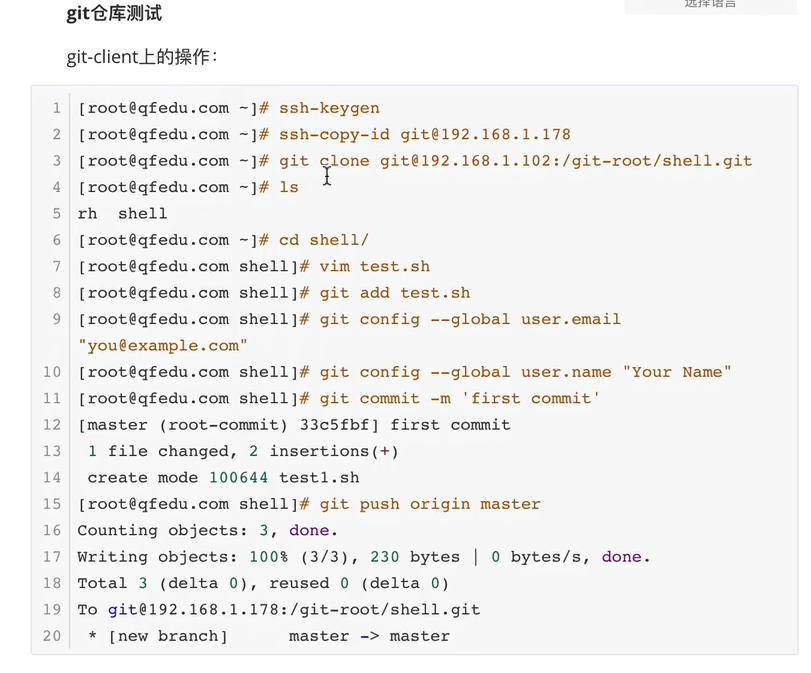 选择语言
git仓库测试
git-client上的操作：
1 [root@qfedu.com ~]# ssh-keygen
2 [root@qfedu.com ~]# ssh-copy-id git@192.168.1.178
3 [root@qfedu.com ~]# git clone git@192.168.1.102:/git-root/shell.git
4 [root@qfedu.com ~]# ls
5 rh  shell
6 [root@qfedu.com ~]# cd shell/
7 [root@qfedu.com shell]# vim test.sh
8 [root@qfedu.com shell]# git add test.sh
9 [root@qfedu.com shell]# git config --global user.email
"you@example.com"
10 [root@qfedu.com shell]# git config --global user.name "Your Name"
11 [root@qfedu.com shell]# git commit -m 'first commit'
12 [master (root-commit) 33c5fbf] first commit
13  1 file changed, 2 insertions(+)
14  create mode 100644 test1.sh
15 [root@qfedu.com shell]# git push origin master
16 Counting objects: 3, done.
17 Writing objects: 100% (3/3), 230 bytes | 0 bytes/s, done.
18 Total 3 (delta 0), reused 0 (delta 0)
19 To git@192.168.1.178:/git-root/shell.git
20  * [new branch]      master -> master